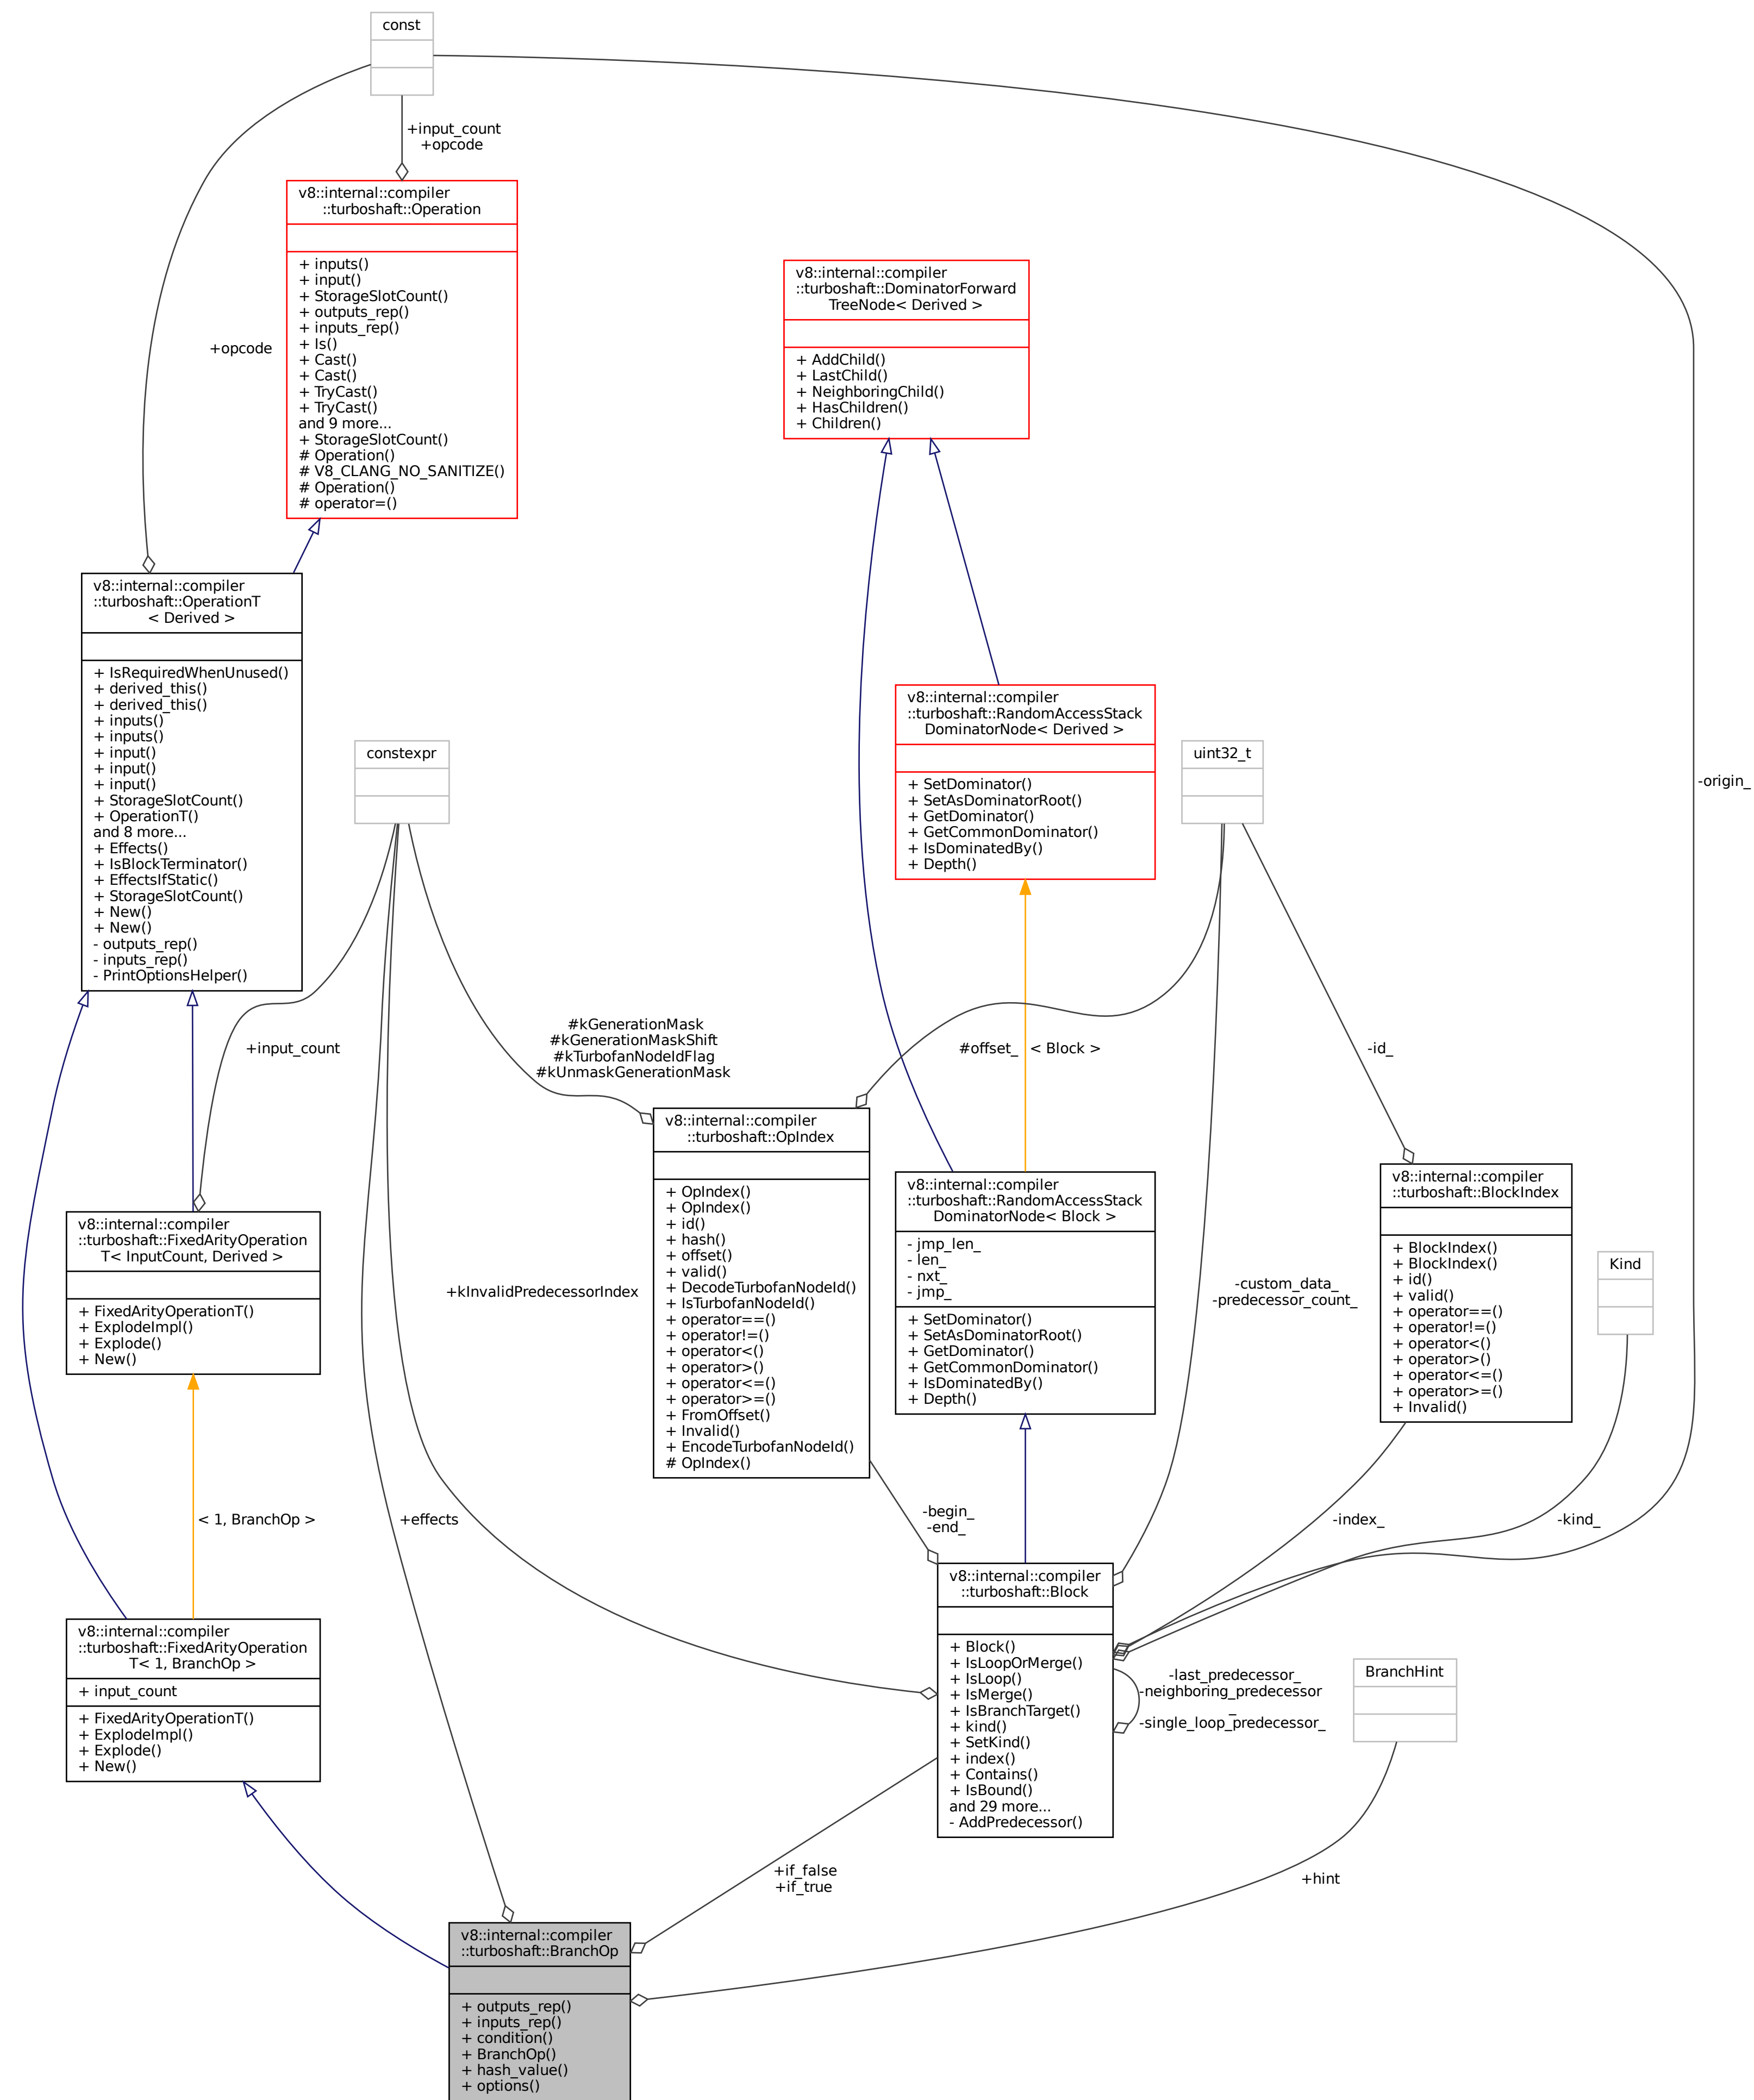 const
+input_count
+opcode
v8::internal::compiler
::turboshaft::Operation
+ inputs()
+ input()
+ StorageSlotCount()
+ outputs_rep()
+ inputs_rep()
+ Is()
+ Cast()
+ Cast()
+ TryCast()
+ TryCast()
and 9 more...
+ StorageSlotCount()
# Operation()
# V8_CLANG_NO_SANITIZE()
# Operation()
# operator=()
v8::internal::compiler
::turboshaft::DominatorForward
TreeNode< Derived >
+ AddChild()
+ LastChild()
+ NeighboringChild()
+ HasChildren()
+ Children()
+opcode
v8::internal::compiler
::turboshaft::OperationT
< Derived >
+ IsRequiredWhenUnused()
+ derived_this()
+ derived_this()
+ inputs()
+ inputs()
+ input()
+ input()
+ input()
+ StorageSlotCount()
+ OperationT()
and 8 more...
+ Effects()
+ IsBlockTerminator()
+ EffectsIfStatic()
+ StorageSlotCount()
+ New()
+ New()
- outputs_rep()
- inputs_rep()
- PrintOptionsHelper()
constexpr
v8::internal::compiler
::turboshaft::RandomAccessStack
DominatorNode< Derived >
+ SetDominator()
+ SetAsDominatorRoot()
+ GetDominator()
+ GetCommonDominator()
+ IsDominatedBy()
+ Depth()
uint32_t
-origin_
+input_count
#kGenerationMask
#kGenerationMaskShift
#kTurbofanNodeIdFlag
#kUnmaskGenerationMask
#offset_
< Block >
-id_
v8::internal::compiler
::turboshaft::OpIndex
+ OpIndex()
+ OpIndex()
+ id()
+ hash()
+ offset()
+ valid()
+ DecodeTurbofanNodeId()
+ IsTurbofanNodeId()
+ operator==()
+ operator!=()
+ operator<()
+ operator>()
+ operator<=()
+ operator>=()
+ FromOffset()
+ Invalid()
+ EncodeTurbofanNodeId()
# OpIndex()
v8::internal::compiler
::turboshaft::RandomAccessStack
DominatorNode< Block >
- jmp_len_
- len_
- nxt_
- jmp_
+ SetDominator()
+ SetAsDominatorRoot()
+ GetDominator()
+ GetCommonDominator()
+ IsDominatedBy()
+ Depth()
v8::internal::compiler
::turboshaft::BlockIndex
+ BlockIndex()
+ BlockIndex()
+ id()
+ valid()
+ operator==()
+ operator!=()
+ operator<()
+ operator>()
+ operator<=()
+ operator>=()
+ Invalid()
Kind
v8::internal::compiler
::turboshaft::FixedArityOperation
T< InputCount, Derived >
+ FixedArityOperationT()
+ ExplodeImpl()
+ Explode()
+ New()
+kInvalidPredecessorIndex
-custom_data_
-predecessor_count_
< 1, BranchOp >
+effects
-begin_
-end_
-index_
-kind_
v8::internal::compiler
::turboshaft::Block
+ Block()
+ IsLoopOrMerge()
+ IsLoop()
+ IsMerge()
+ IsBranchTarget()
+ kind()
+ SetKind()
+ index()
+ Contains()
+ IsBound()
and 29 more...
- AddPredecessor()
-last_predecessor_
-neighboring_predecessor
_
-single_loop_predecessor_
BranchHint
v8::internal::compiler
::turboshaft::FixedArityOperation
T< 1, BranchOp >
+ input_count
+ FixedArityOperationT()
+ ExplodeImpl()
+ Explode()
+ New()
+if_false
+if_true
+hint
v8::internal::compiler
::turboshaft::BranchOp
+ outputs_rep()
+ inputs_rep()
+ condition()
+ BranchOp()
+ hash_value()
+ options()